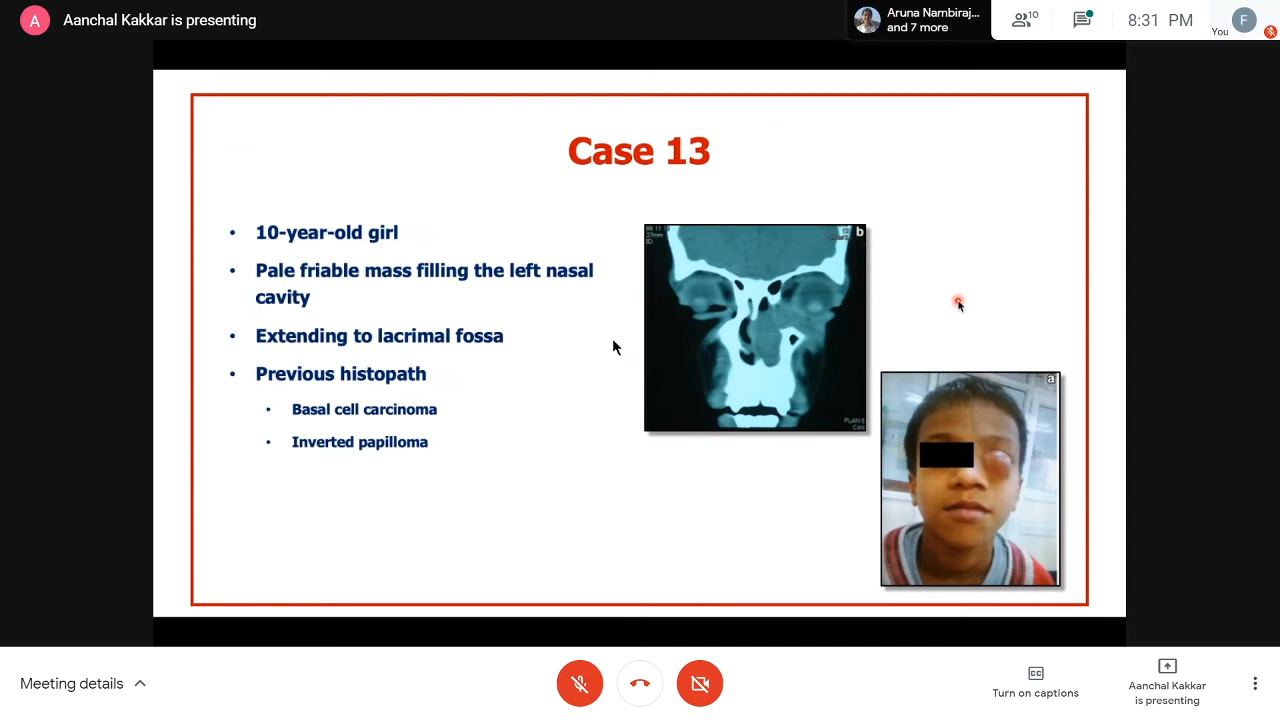 A
Aanchal Kakkar is presenting
Aruna Nambiraj...
and 7 more
10
8:31 PM
You
F
Case 13
• 10-year-old girl
• Pale friable mass filling the left nasal
cavity
• Extending to lacrimal fossa
• Previous histopath
• Basal cell carcinoma
• Inverted papilloma
b
a
Meeting details
CC
Turn on captions
Aanchal Kakkar
is presenting